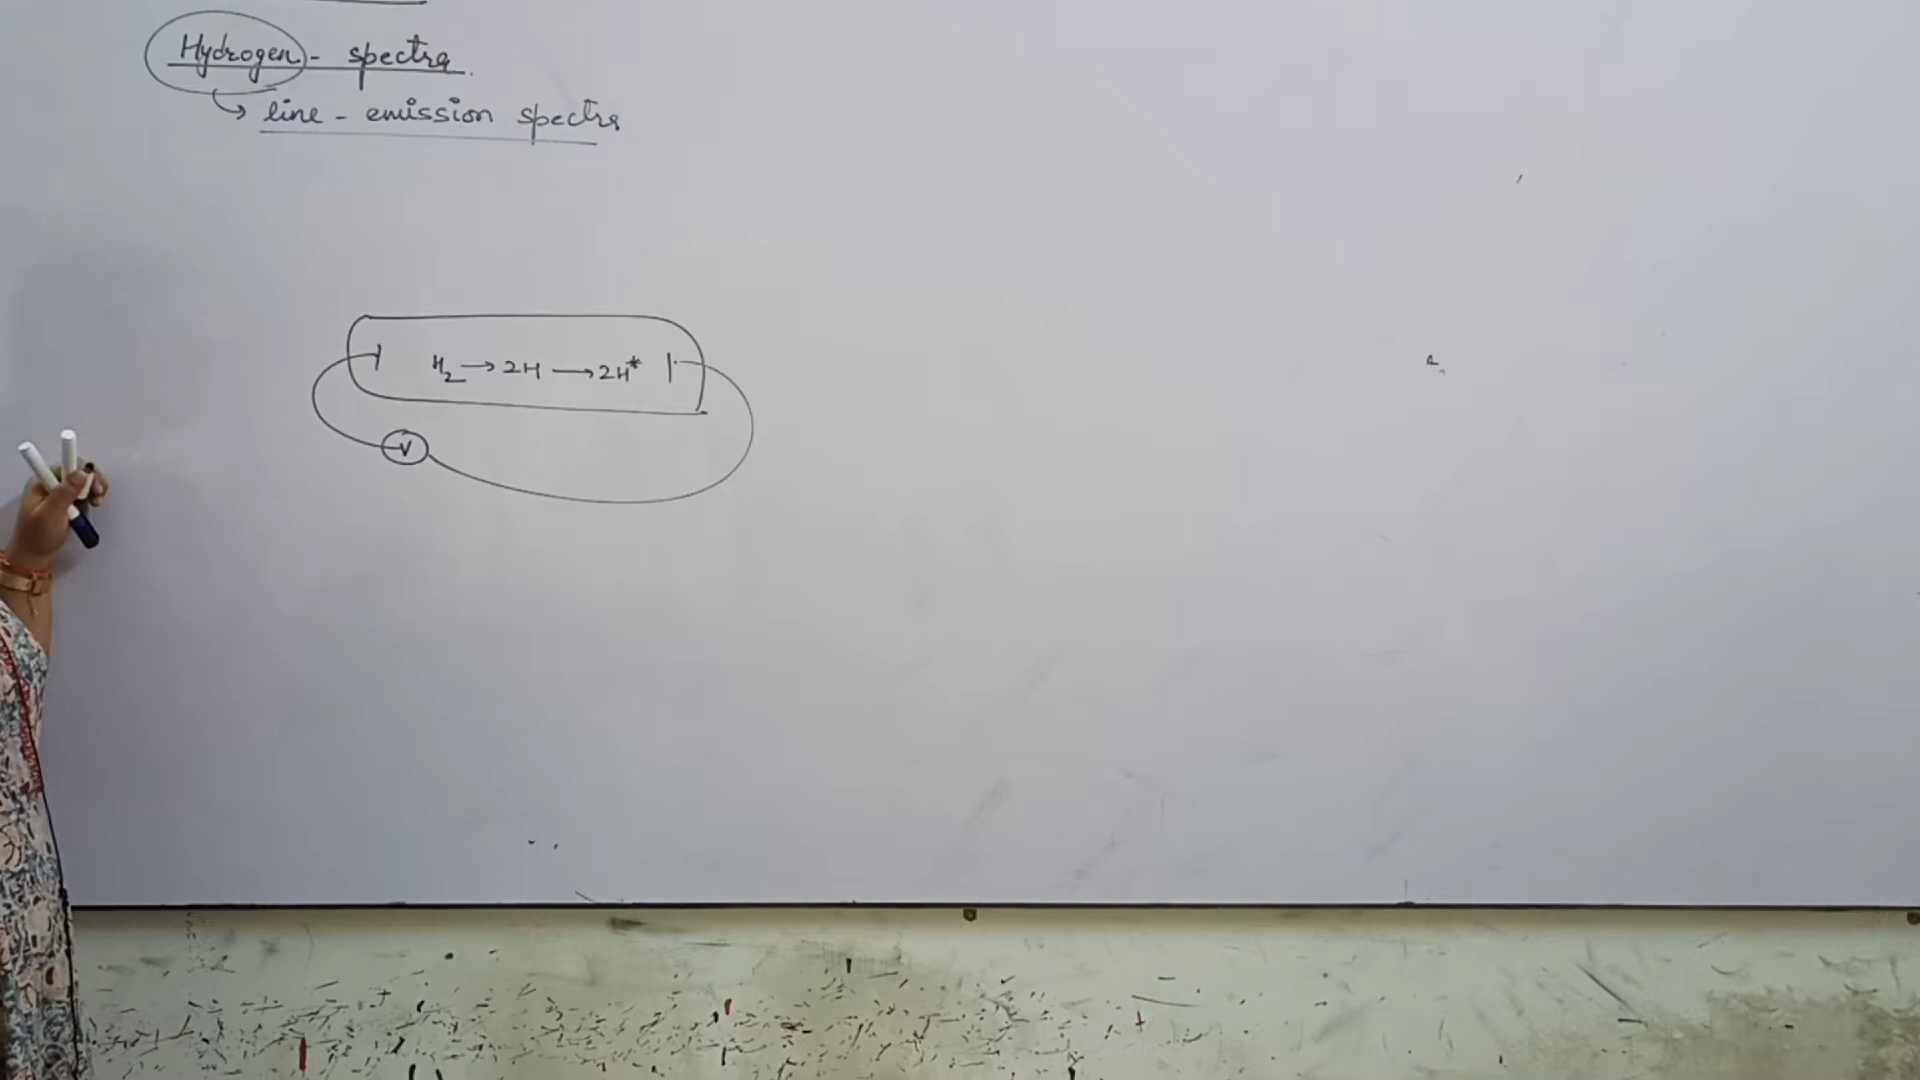 Hydrogen - spectra.
↳ line - emission spectra
H₂ → 2H → 2H*
V